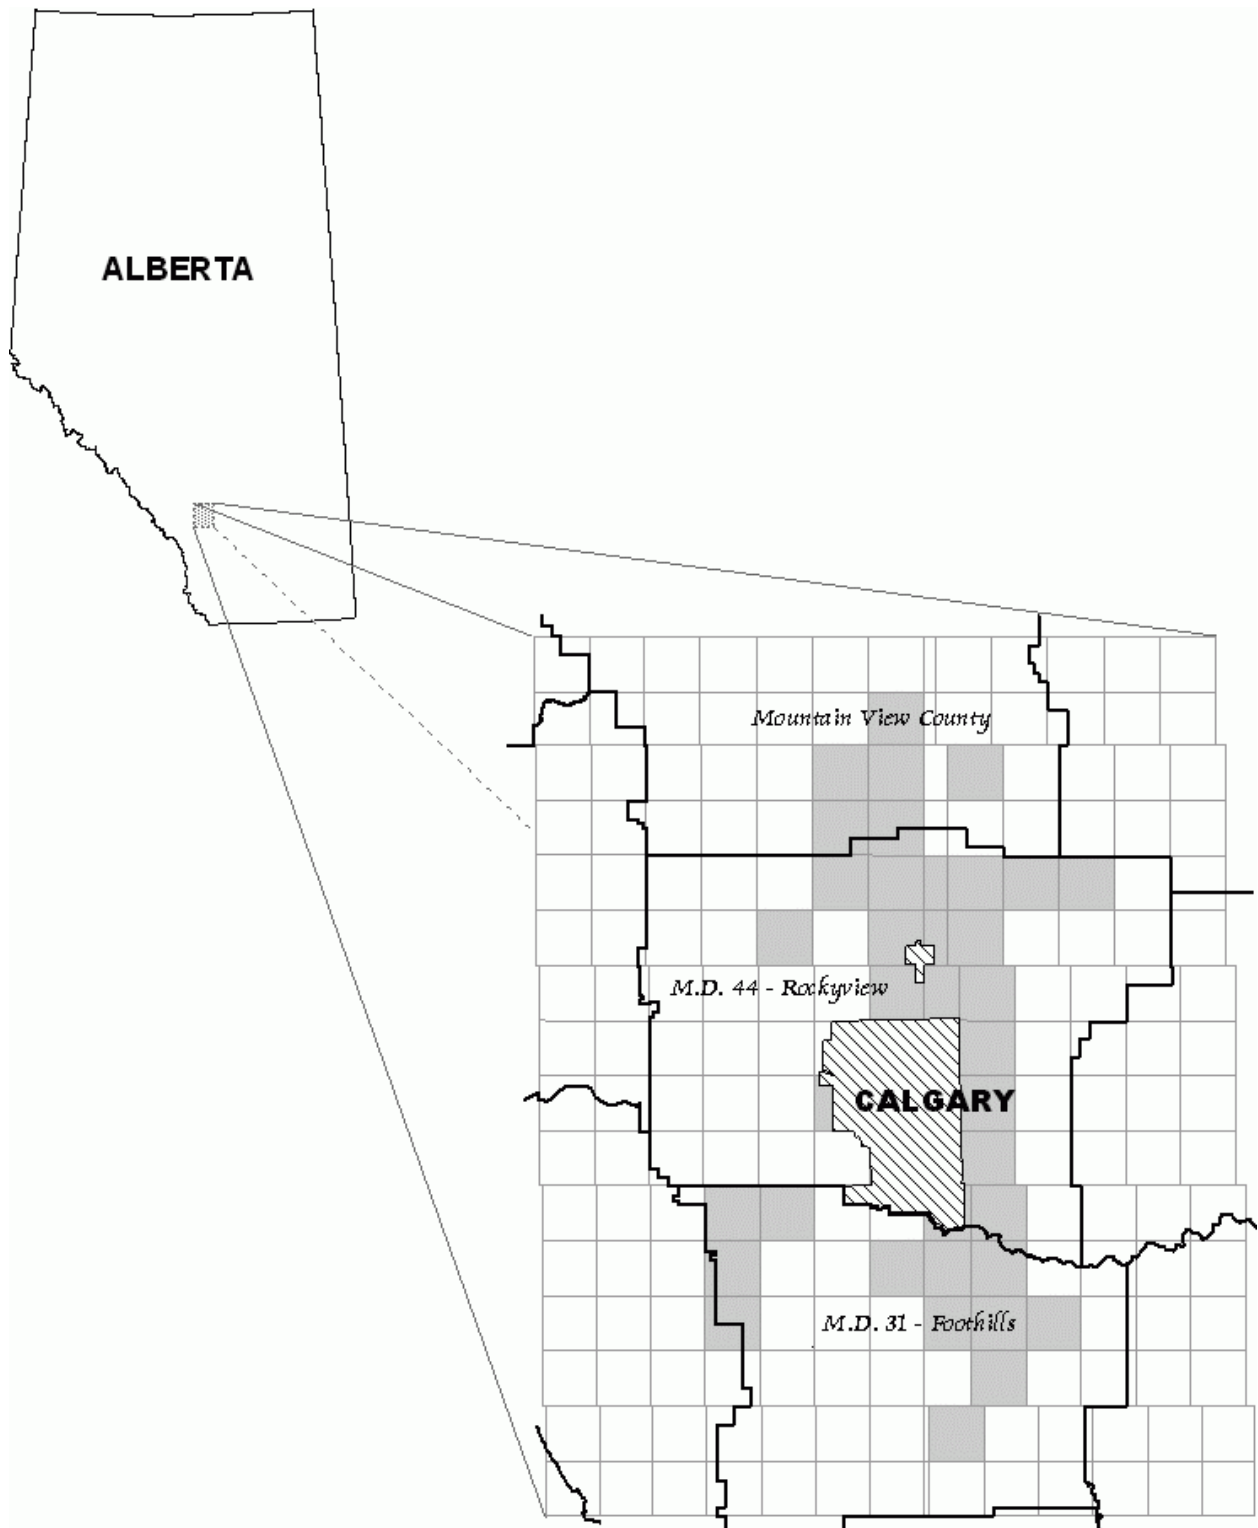 ALBERTA
Mountain View County
M.D. 44 - Rockyview
CALGARY
M.D. 31 - Foothills